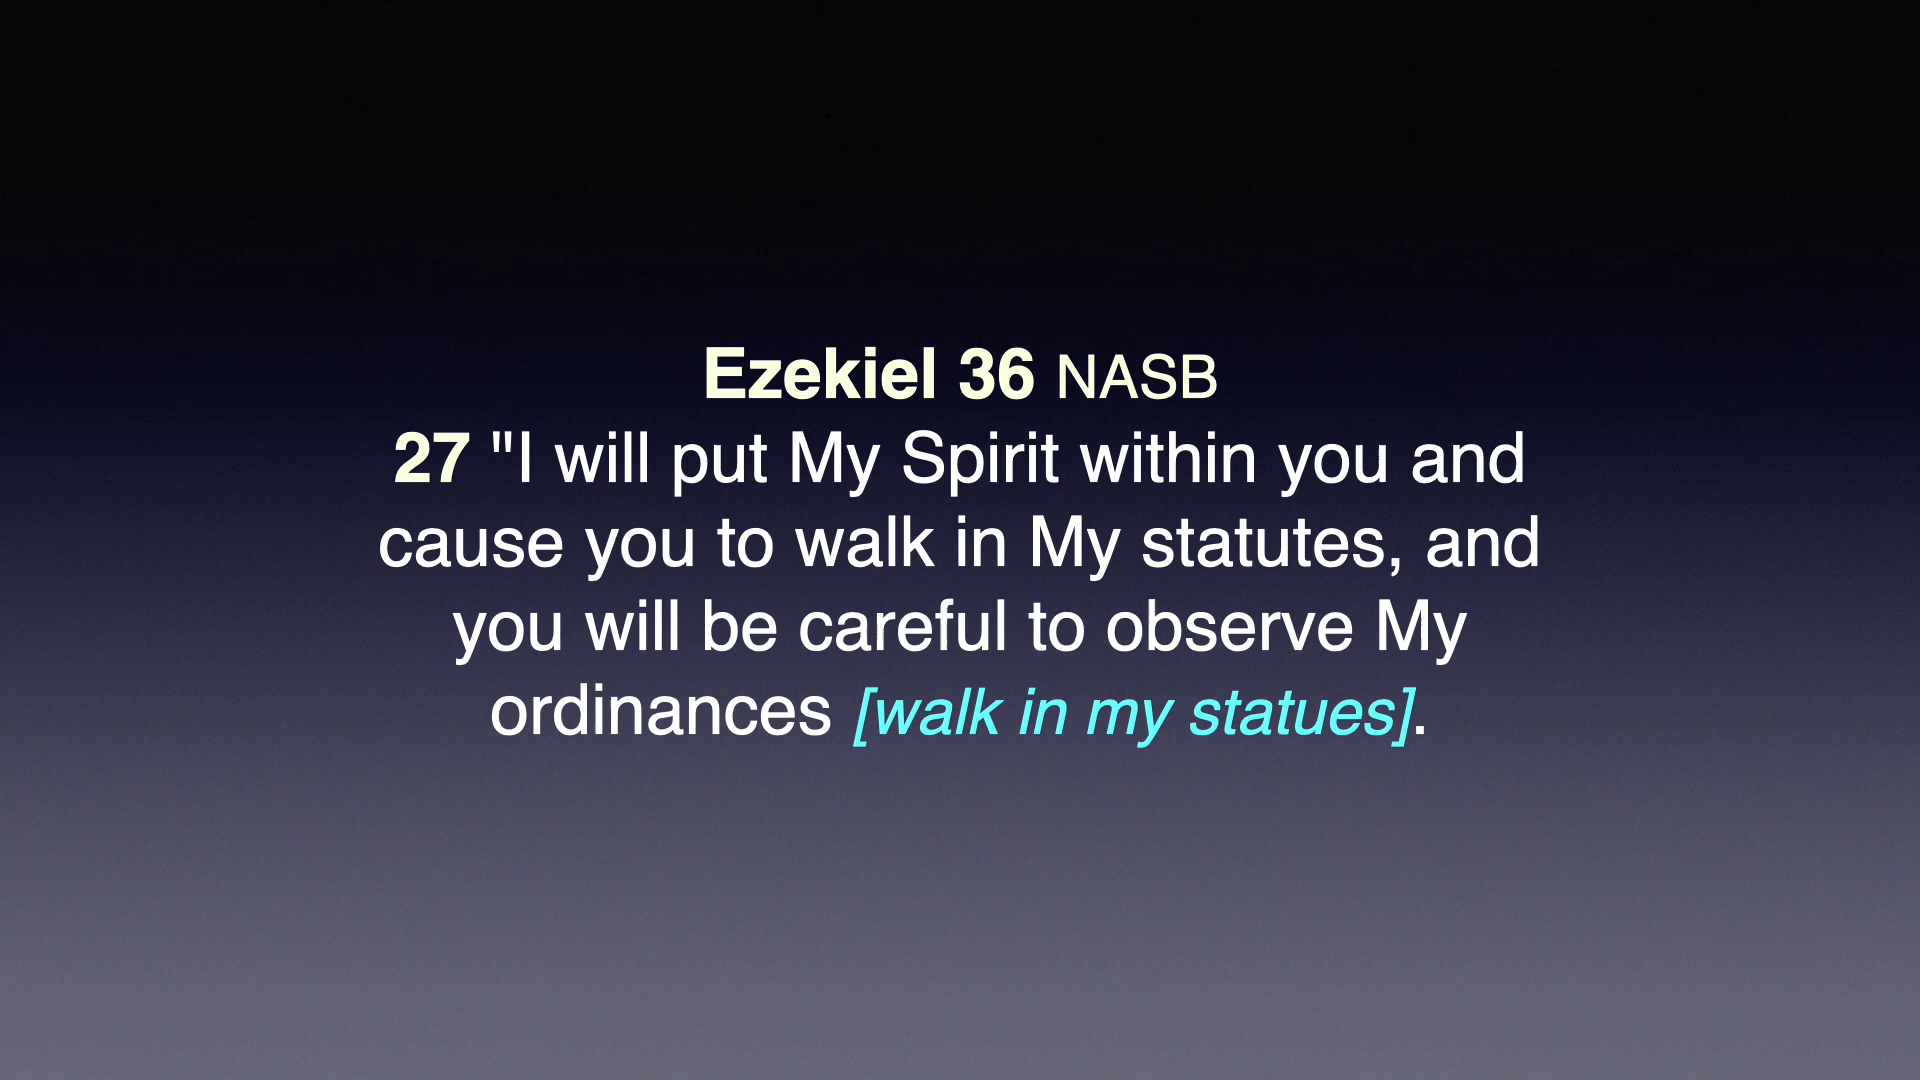 Ezekiel 36 NASB
27 "I will put My Spirit within you and
cause you to walk in My statutes, and
you will be careful to observe My
ordinances [walk in my statues].